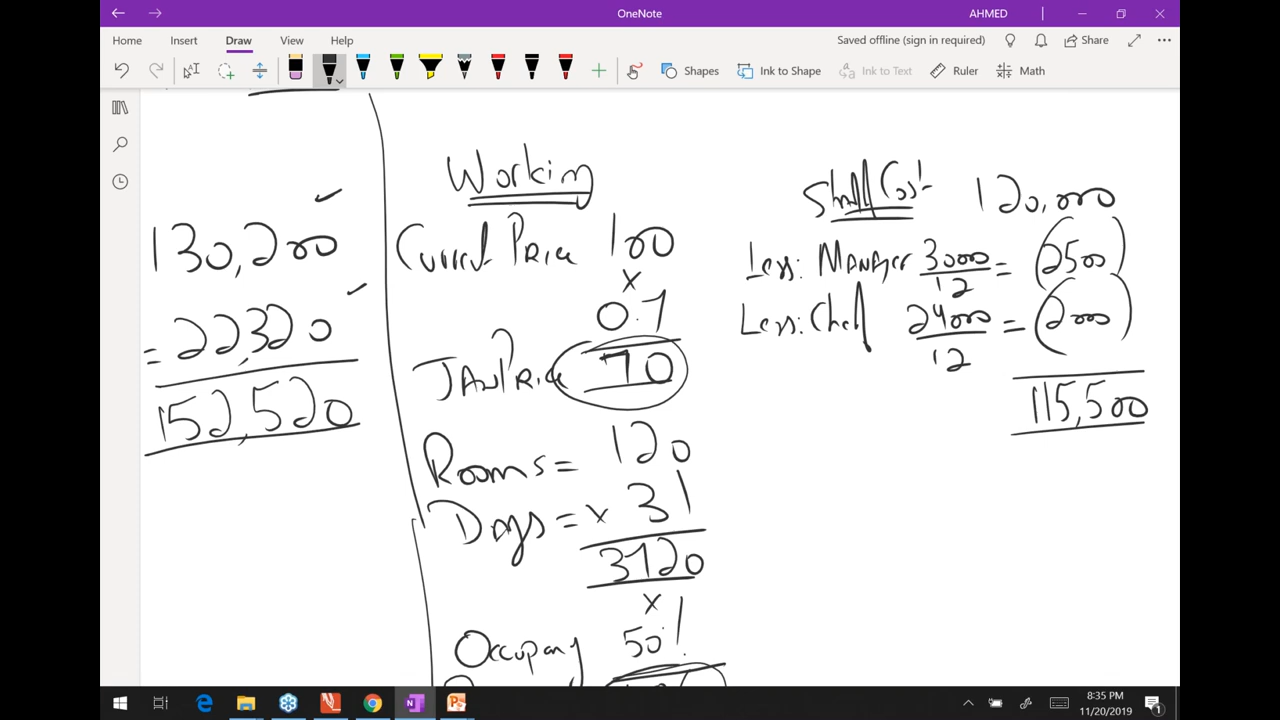 OneNote
AHMED
Home Insert Draw View Help
Saved offline (sign in required) Share
Shapes Ink to Shape Ink to Text Ruler Math
130,200
= 22,320
152,520
Working
Current Price 100
x
0.7
JAN Price 70
Rooms = 120
Days = x 31
3720
x
Occupany 50%
Staff Cost 120,000
Less: Manager 3000/12 = (2500)
Less: Chef 24000/12 = (2000)
115,500
8:35 PM
11/20/2019